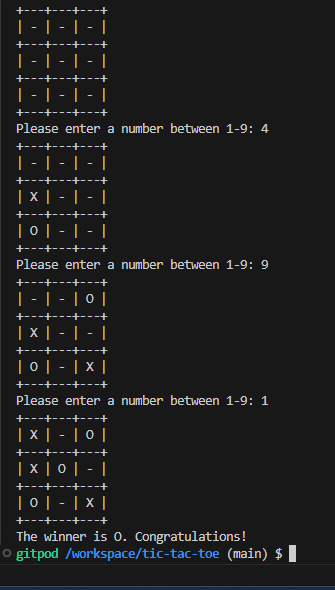 +---+---+---+
| - | - | - |
+---+---+---+
| - | - | - |
+---+---+---+
| - | - | - |
+---+---+---+
Please enter a number between 1-9: 4
+---+---+---+
| - | - | - |
+---+---+---+
| X | - | - |
+---+---+---+
| O | - | - |
+---+---+---+
Please enter a number between 1-9: 9
+---+---+---+
| - | - | O |
+---+---+---+
| X | - | - |
+---+---+---+
| O | - | X |
+---+---+---+
Please enter a number between 1-9: 1
+---+---+---+
| X | - | O |
+---+---+---+
| X | O | - |
+---+---+---+
| O | - | X |
+---+---+---+
The winner is O. Congratulations!
gitpod /workspace/tic-tac-toe (main) $